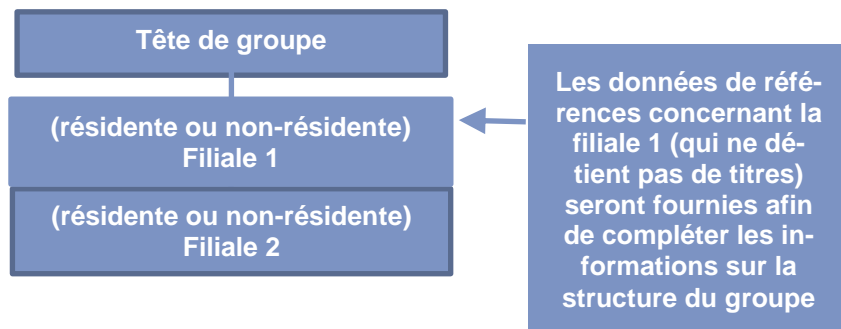 Tête de groupe
(résidente ou non-résidente)
Filiale 1
(résidente ou non-résidente)
Filiale 2
Les données de réfé-
rences concernant la
filiale 1 (qui ne dé-
tient pas de titres)
seront fournies afin
de compléter les in-
formations sur la
structure du groupe